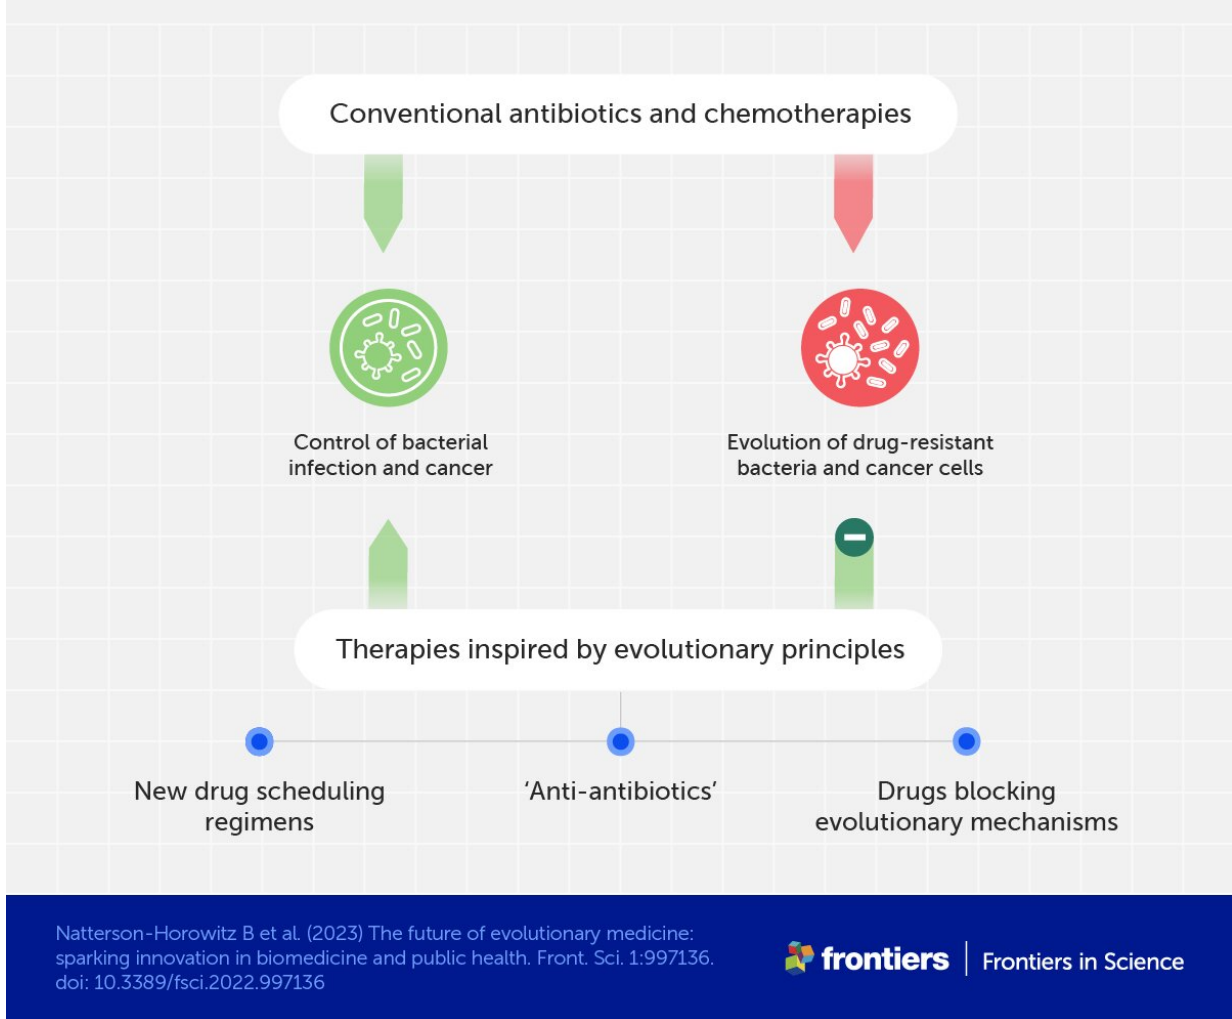 Conventional antibiotics and chemotherapies
Control of bacterial
infection and cancer
Evolution of drug-resistant
bacteria and cancer cells
Therapies inspired by evolutionary principles
New drug scheduling
regimens
‘Anti-antibiotics’
Drugs blocking
evolutionary mechanisms
Natterson-Horowitz B et al. (2023) The future of evolutionary medicine:
sparking innovation in biomedicine and public health. Front. Sci. 1:997136.
doi: 10.3389/fsci.2022.997136
frontiers | Frontiers in Science